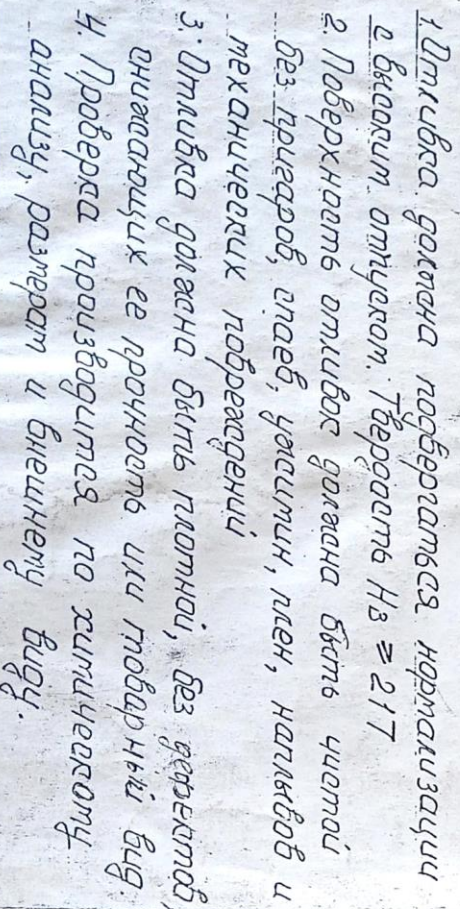 1. Отливка должна подвергаться нормализации
с высоким отпуском. Твердость Нв ≥ 217
2. Поверхность отливок должна быть чистой
без пригаров, спаев, ужимин, плен, наплывов и
механических повреждений
3. Отливка должна быть плотной, без дефектов,
снижающих ее прочность или товарный вид.
4. Проверка производится по химическому
анализу, размерам и внешнему виду.